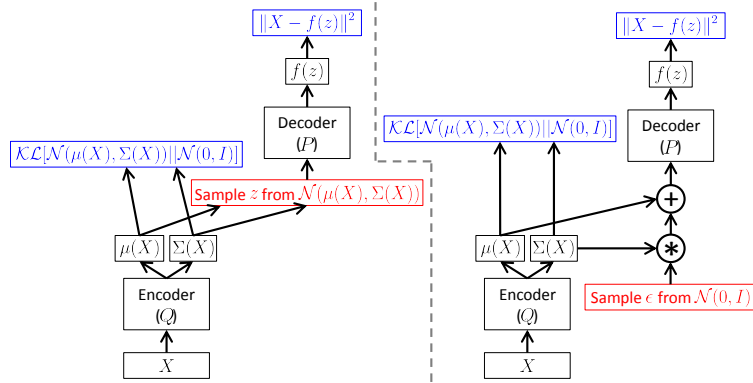 ||X − f(z)||²
f(z)
Decoder
(P)
𝒦ℒ[𝒩(μ(X), Σ(X))||𝒩(0, I)]
Sample z from 𝒩(μ(X), Σ(X))
μ(X)
Σ(X)
Encoder
(Q)
X
||X − f(z)||²
f(z)
Decoder
(P)
𝒦ℒ[𝒩(μ(X), Σ(X))||𝒩(0, I)]
+
μ(X)
Σ(X)
*
Sample ϵ from 𝒩(0, I)
Encoder
(Q)
X